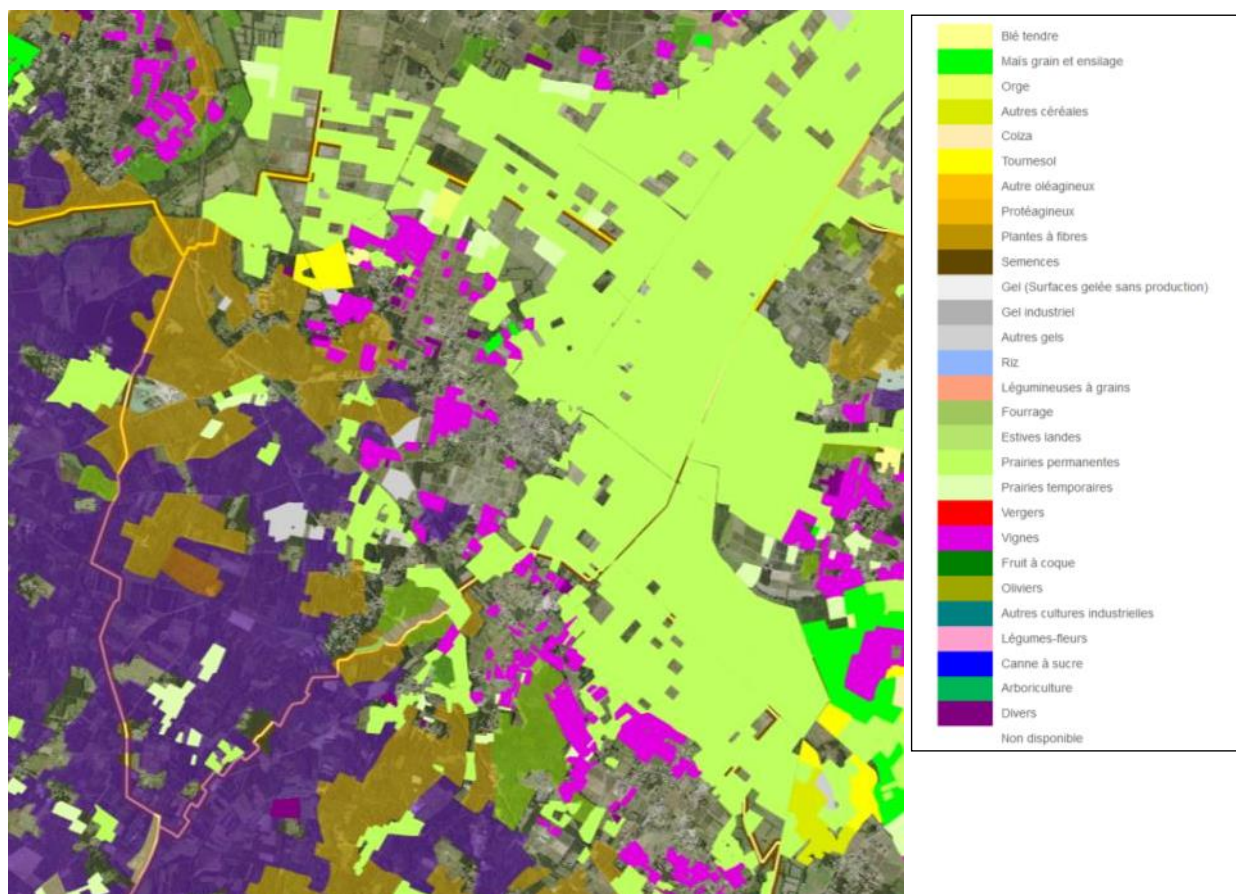 Blé tendre
Maïs grain et ensilage
Orge
Autres céréales
Colza
Tournesol
Autre oléagineux
Protéagineux
Plantes à fibres
Semences
Gel (Surfaces gelée sans production)
Gel industriel
Autres gels
Riz
Légumineuses à grains
Fourrage
Estives landes
Prairies permanentes
Prairies temporaires
Vergers
Vignes
Fruit à coque
Oliviers
Autres cultures industrielles
Légumes-fleurs
Canne à sucre
Arboriculture
Divers
Non disponible